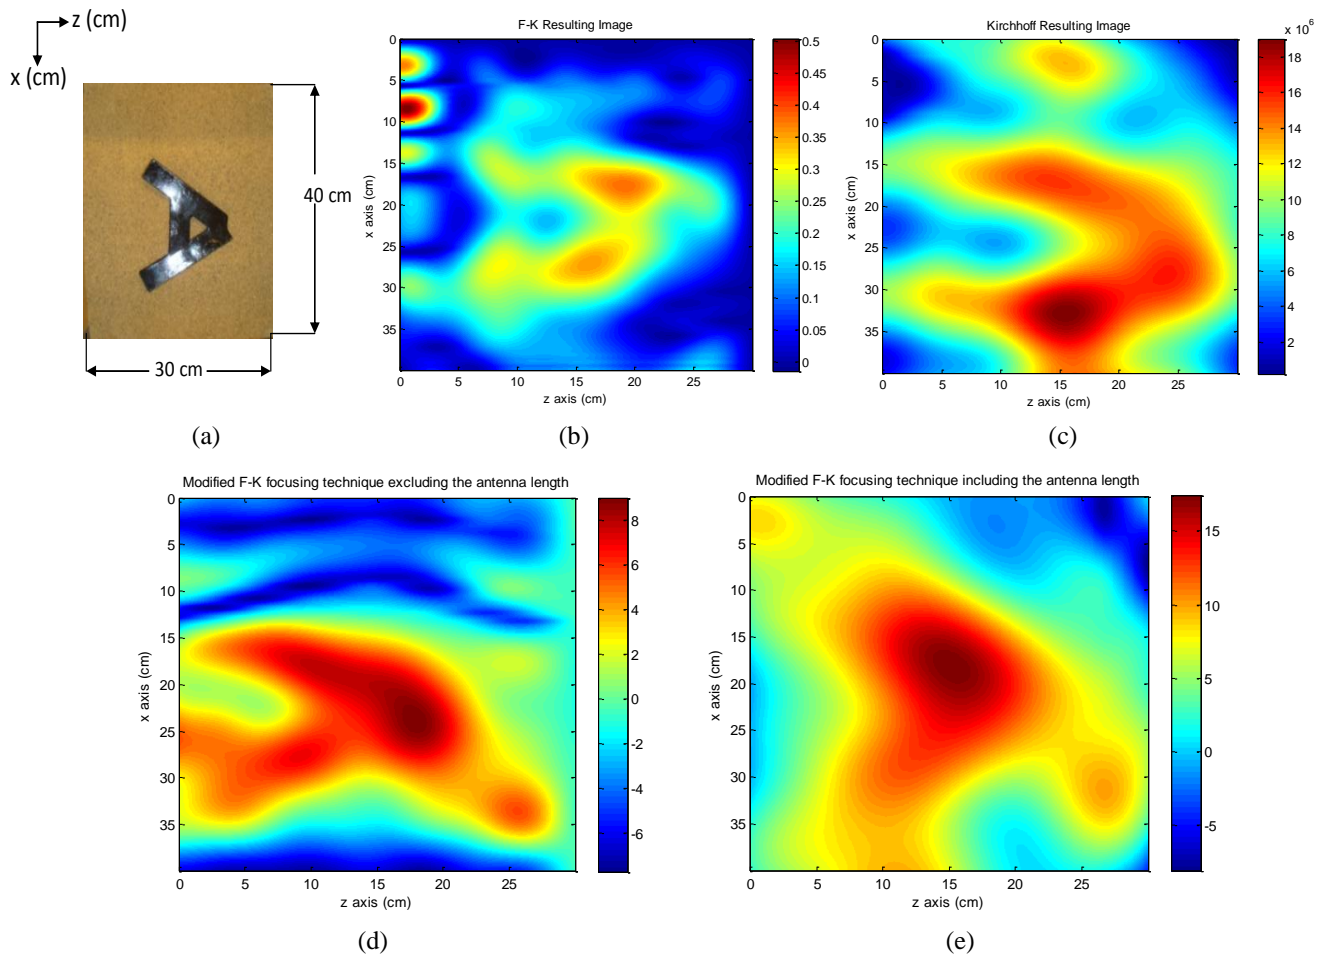 z (cm)
x (cm)
40 cm
30 cm
(a)
F-K Resulting Image
0
5
10
15
20
25
30
35
x axis (cm)
0 5 10 15 20 25
z axis (cm)
0.5
0.45
0.4
0.35
0.3
0.25
0.2
0.15
0.1
0.05
0
(b)
Kirchhoff Resulting Image
0
5
10
15
20
25
30
35
x axis (cm)
0 5 10 15 20 25
z axis (cm)
x 10^6
18
16
14
12
10
8
6
4
2
(c)
Modified F-K focusing technique excluding the antenna length
0
5
10
15
20
25
30
35
x axis (cm)
0 5 10 15 20 25
z axis (cm)
8
6
4
2
0
-2
-4
-6
(d)
Modified F-K focusing technique including the antenna length
0
5
10
15
20
25
30
35
x axis (cm)
0 5 10 15 20 25
z axis (cm)
15
10
5
0
-5
(e)